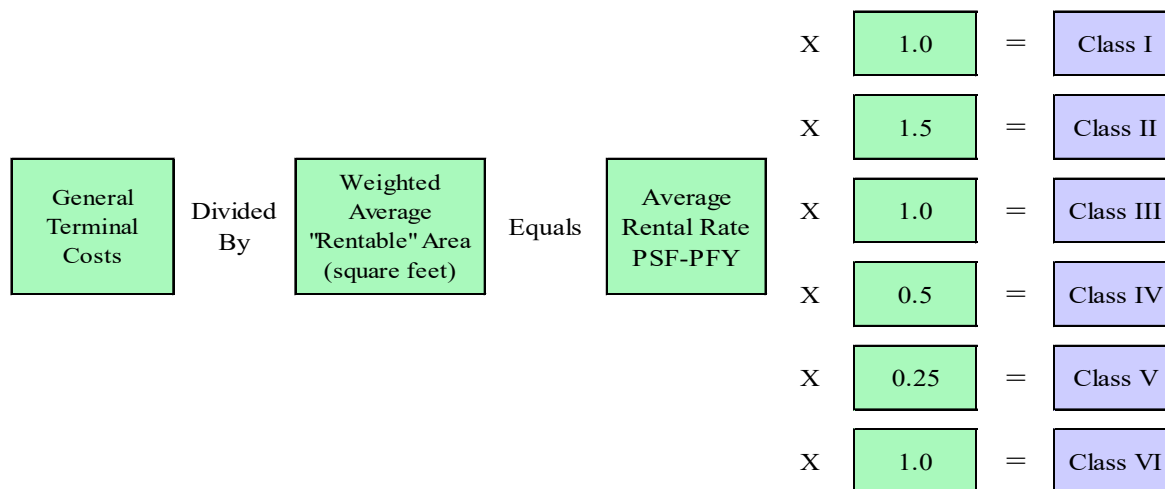 X 1.0 = Class I
X 1.5 = Class II
General
Terminal
Costs
Divided
By
Weighted
Average
"Rentable" Area
(square feet)
Equals
Average
Rental Rate
PSF-PFY
X 1.0 = Class III
X 0.5 = Class IV
X 0.25 = Class V
X 1.0 = Class VI